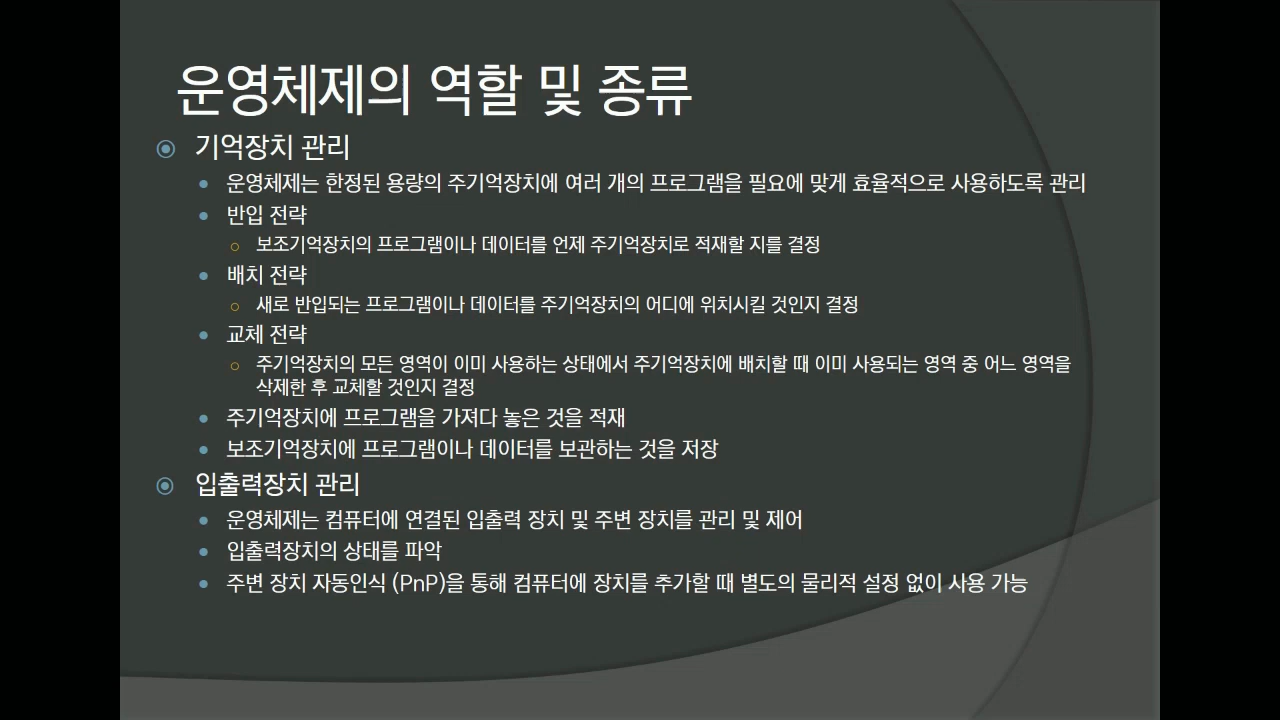 운영체제의 역할 및 종류
기억장치 관리
운영체제는 한정된 용량의 주기억장치에 여러 개의 프로그램을 필요에 맞게 효율적으로 사용하도록 관리
반입 전략
보조기억장치의 프로그램이나 데이터를 언제 주기억장치로 적재할 지를 결정
배치 전략
새로 반입되는 프로그램이나 데이터를 주기억장치의 어디에 위치시킬 것인지 결정
교체 전략
주기억장치의 모든 영역이 이미 사용하는 상태에서 주기억장치에 배치할 때 이미 사용되는 영역 중 어느 영역을
삭제한 후 교체할 것인지 결정
주기억장치에 프로그램을 가져다 놓은 것을 적재
보조기억장치에 프로그램이나 데이터를 보관하는 것을 저장
입출력장치 관리
운영체제는 컴퓨터에 연결된 입출력 장치 및 주변 장치를 관리 및 제어
입출력장치의 상태를 파악
주변 장치 자동인식 (PnP)을 통해 컴퓨터에 장치를 추가할 때 별도의 물리적 설정 없이 사용 가능